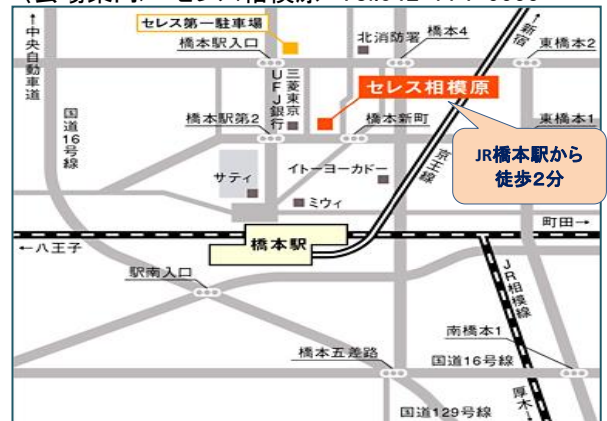 ↑中央自動車道
セレス第一駐車場
橋本駅入口
北消防署
橋本4
↑新宿
東橋本2
国道16号線
UFJ銀行
三菱東京
セレス相模原
橋本駅第2
橋本新町
東橋本1
京王線
JR橋本駅から
徒歩2分
サティ
イトーヨーカドー
ミウィ
町田→
←八王子
橋本駅
駅南入口
JR相模線
南橋本1
橋本五差路
国道16号線
厚木↓
国道129号線